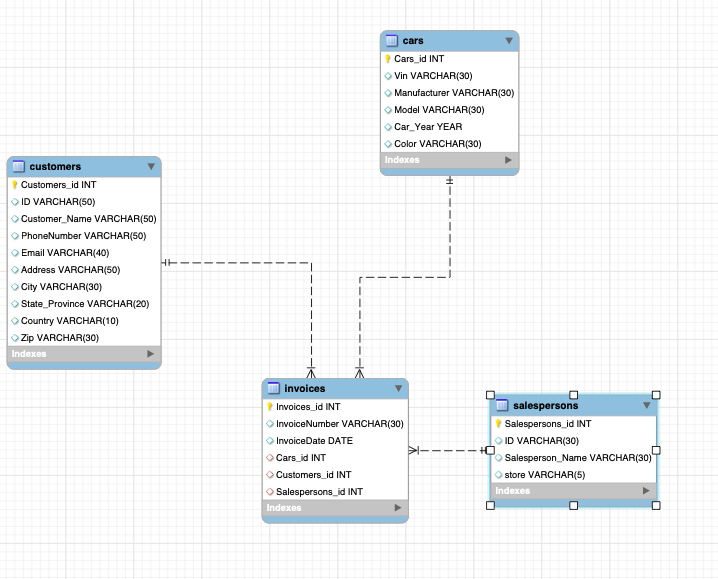 cars
Cars_id INT
Vin VARCHAR(30)
Manufacturer VARCHAR(30)
Model VARCHAR(30)
Car_Year YEAR
Color VARCHAR(30)
Indexes
customers
Customers_id INT
ID VARCHAR(50)
Customer_Name VARCHAR(50)
PhoneNumber VARCHAR(50)
Email VARCHAR(40)
Address VARCHAR(50)
City VARCHAR(30)
State_Province VARCHAR(20)
Country VARCHAR(10)
Zip VARCHAR(30)
Indexes
invoices
Invoices_id INT
InvoiceNumber VARCHAR(30)
InvoiceDate DATE
Cars_id INT
Customers_id INT
Salespersons_id INT
Indexes
salespersons
Salespersons_id INT
ID VARCHAR(30)
Salesperson_Name VARCHAR(30)
store VARCHAR(5)
Indexes